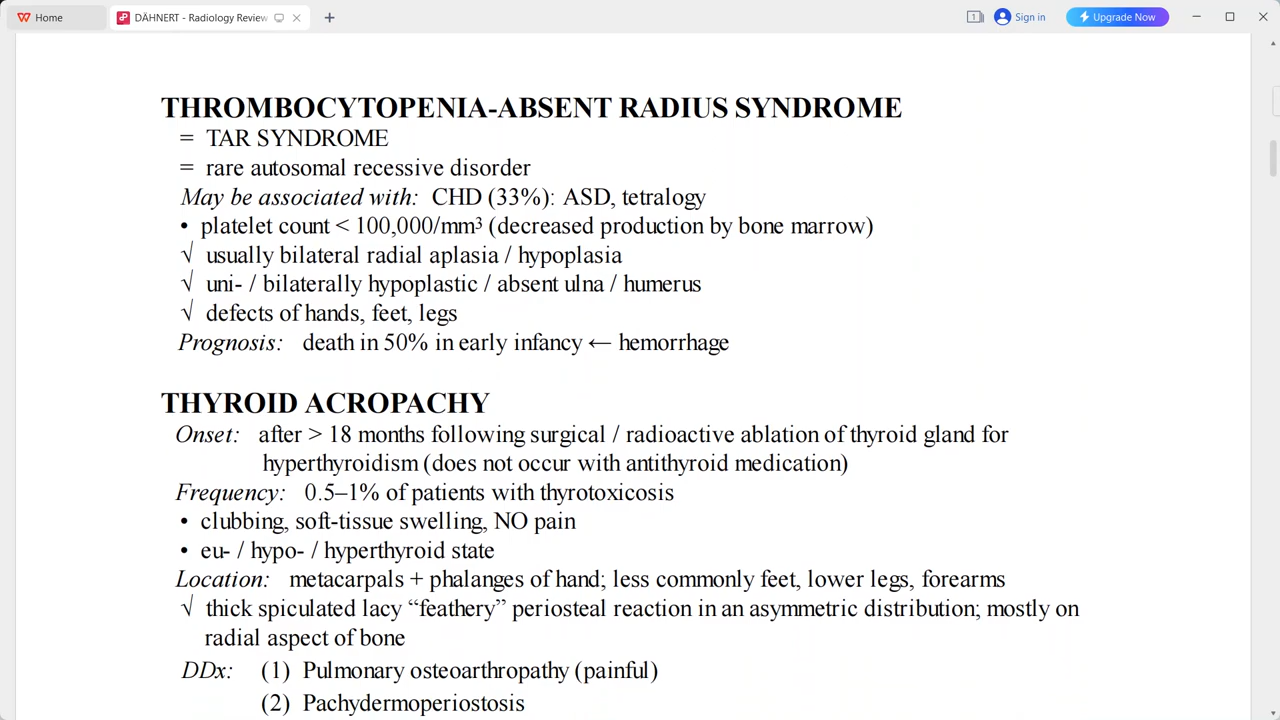 Home
DÄHNERT - Radiology Review
1
Sign in
Upgrade Now
THROMBOCYTOPENIA-ABSENT RADIUS SYNDROME
= TAR SYNDROME
= rare autosomal recessive disorder
May be associated with: CHD (33%): ASD, tetralogy
• platelet count < 100,000/mm³ (decreased production by bone marrow)
√ usually bilateral radial aplasia / hypoplasia
√ uni- / bilaterally hypoplastic / absent ulna / humerus
√ defects of hands, feet, legs
Prognosis: death in 50% in early infancy ← hemorrhage
THYROID ACROPACHY
Onset: after > 18 months following surgical / radioactive ablation of thyroid gland for
hyperthyroidism (does not occur with antithyroid medication)
Frequency: 0.5–1% of patients with thyrotoxicosis
• clubbing, soft-tissue swelling, NO pain
• eu- / hypo- / hyperthyroid state
Location: metacarpals + phalanges of hand; less commonly feet, lower legs, forearms
√ thick spiculated lacy “feathery” periosteal reaction in an asymmetric distribution; mostly on
radial aspect of bone
DDx: (1) Pulmonary osteoarthropathy (painful)
(2) Pachydermoperiostosis